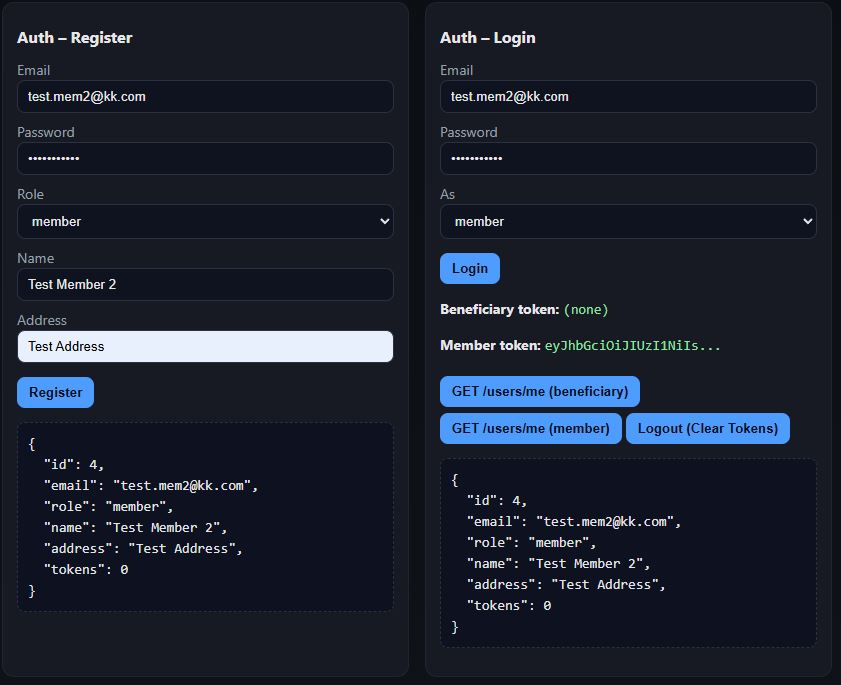 Auth – Register
Email
test.mem2@kk.com
Password
•••••••••••
Role
member
Name
Test Member 2
Address
Test Address
Register
{
  "id": 4,
  "email": "test.mem2@kk.com",
  "role": "member",
  "name": "Test Member 2",
  "address": "Test Address",
  "tokens": 0
}
Auth – Login
Email
test.mem2@kk.com
Password
•••••••••••
As
member
Login
Beneficiary token: (none)
Member token: eyJhbGciOiJIUzI1NiIs...
GET /users/me (beneficiary)
GET /users/me (member) Logout (Clear Tokens)
{
  "id": 4,
  "email": "test.mem2@kk.com",
  "role": "member",
  "name": "Test Member 2",
  "address": "Test Address",
  "tokens": 0
}